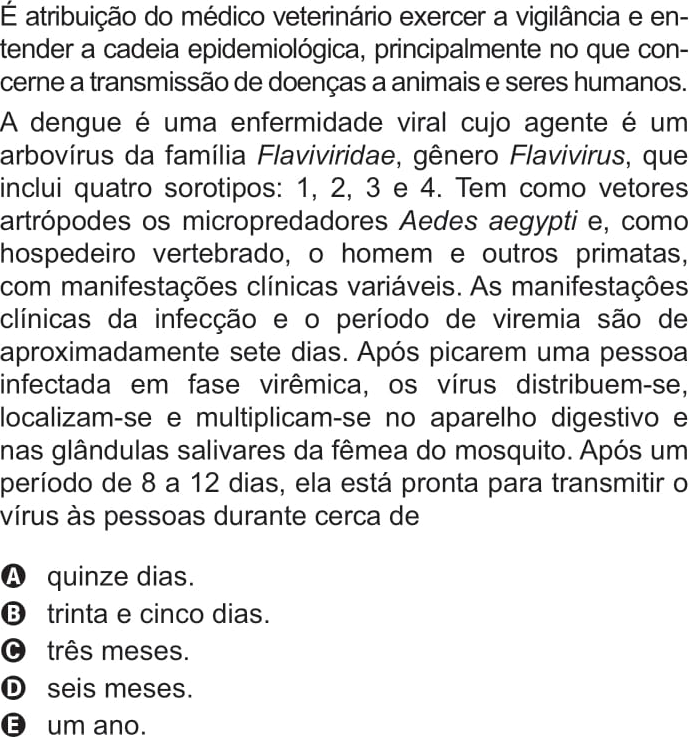 É atribuição do médico veterinário exercer a vigilância e en-
tender a cadeia epidemiológica, principalmente no que con-
cerne a transmissão de doenças a animais e seres humanos.
A dengue é uma enfermidade viral cujo agente é um
arbovírus da família Flaviviridae, gênero Flavivirus, que
inclui quatro sorotipos: 1, 2, 3 e 4. Tem como vetores
artrópodes os micropredadores Aedes aegypti e, como
hospedeiro vertebrado, o homem e outros primatas,
com manifestações clínicas variáveis. As manifestaçôes
clínicas da infecção e o período de viremia são de
aproximadamente sete dias. Após picarem uma pessoa
infectada em fase virêmica, os vírus distribuem-se,
localizam-se e multiplicam-se no aparelho digestivo e
nas glândulas salivares da fêmea do mosquito. Após um
período de 8 a 12 dias, ela está pronta para transmitir o
vírus às pessoas durante cerca de
A quinze dias.
B trinta e cinco dias.
C três meses.
D seis meses.
E um ano.